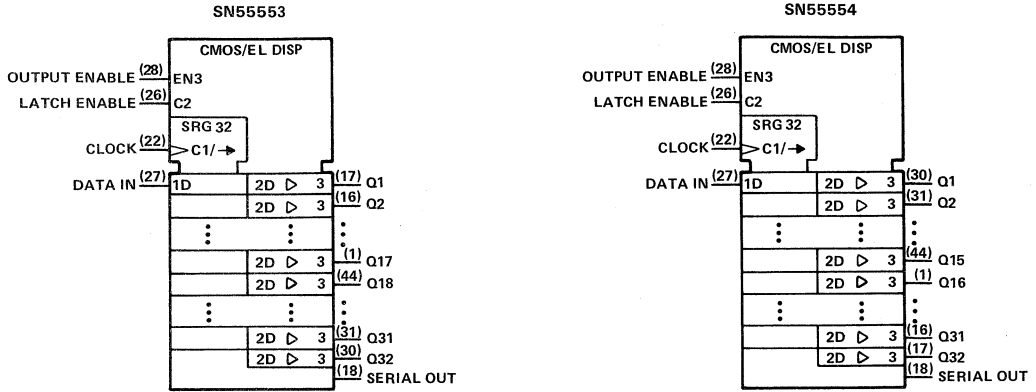 SN55553
CMOS/EL DISP
OUTPUT ENABLE (28) EN3
LATCH ENABLE (26) C2
SRG 32
CLOCK (22) C1/
DATA IN (27) 1D 2D 3 (17) Q1
2D 3 (16) Q2
2D 3 (1) Q17
2D 3 (44) Q18
2D 3 (31) Q31
2D 3 (30) Q32
(18) SERIAL OUT
SN55554
CMOS/EL DISP
OUTPUT ENABLE (28) EN3
LATCH ENABLE (26) C2
SRG 32
CLOCK (22) C1/
DATA IN (27) 1D 2D 3 (30) Q1
2D 3 (31) Q2
2D 3 (44) Q15
2D 3 (1) Q16
2D 3 (16) Q31
2D 3 (17) Q32
(18) SERIAL OUT